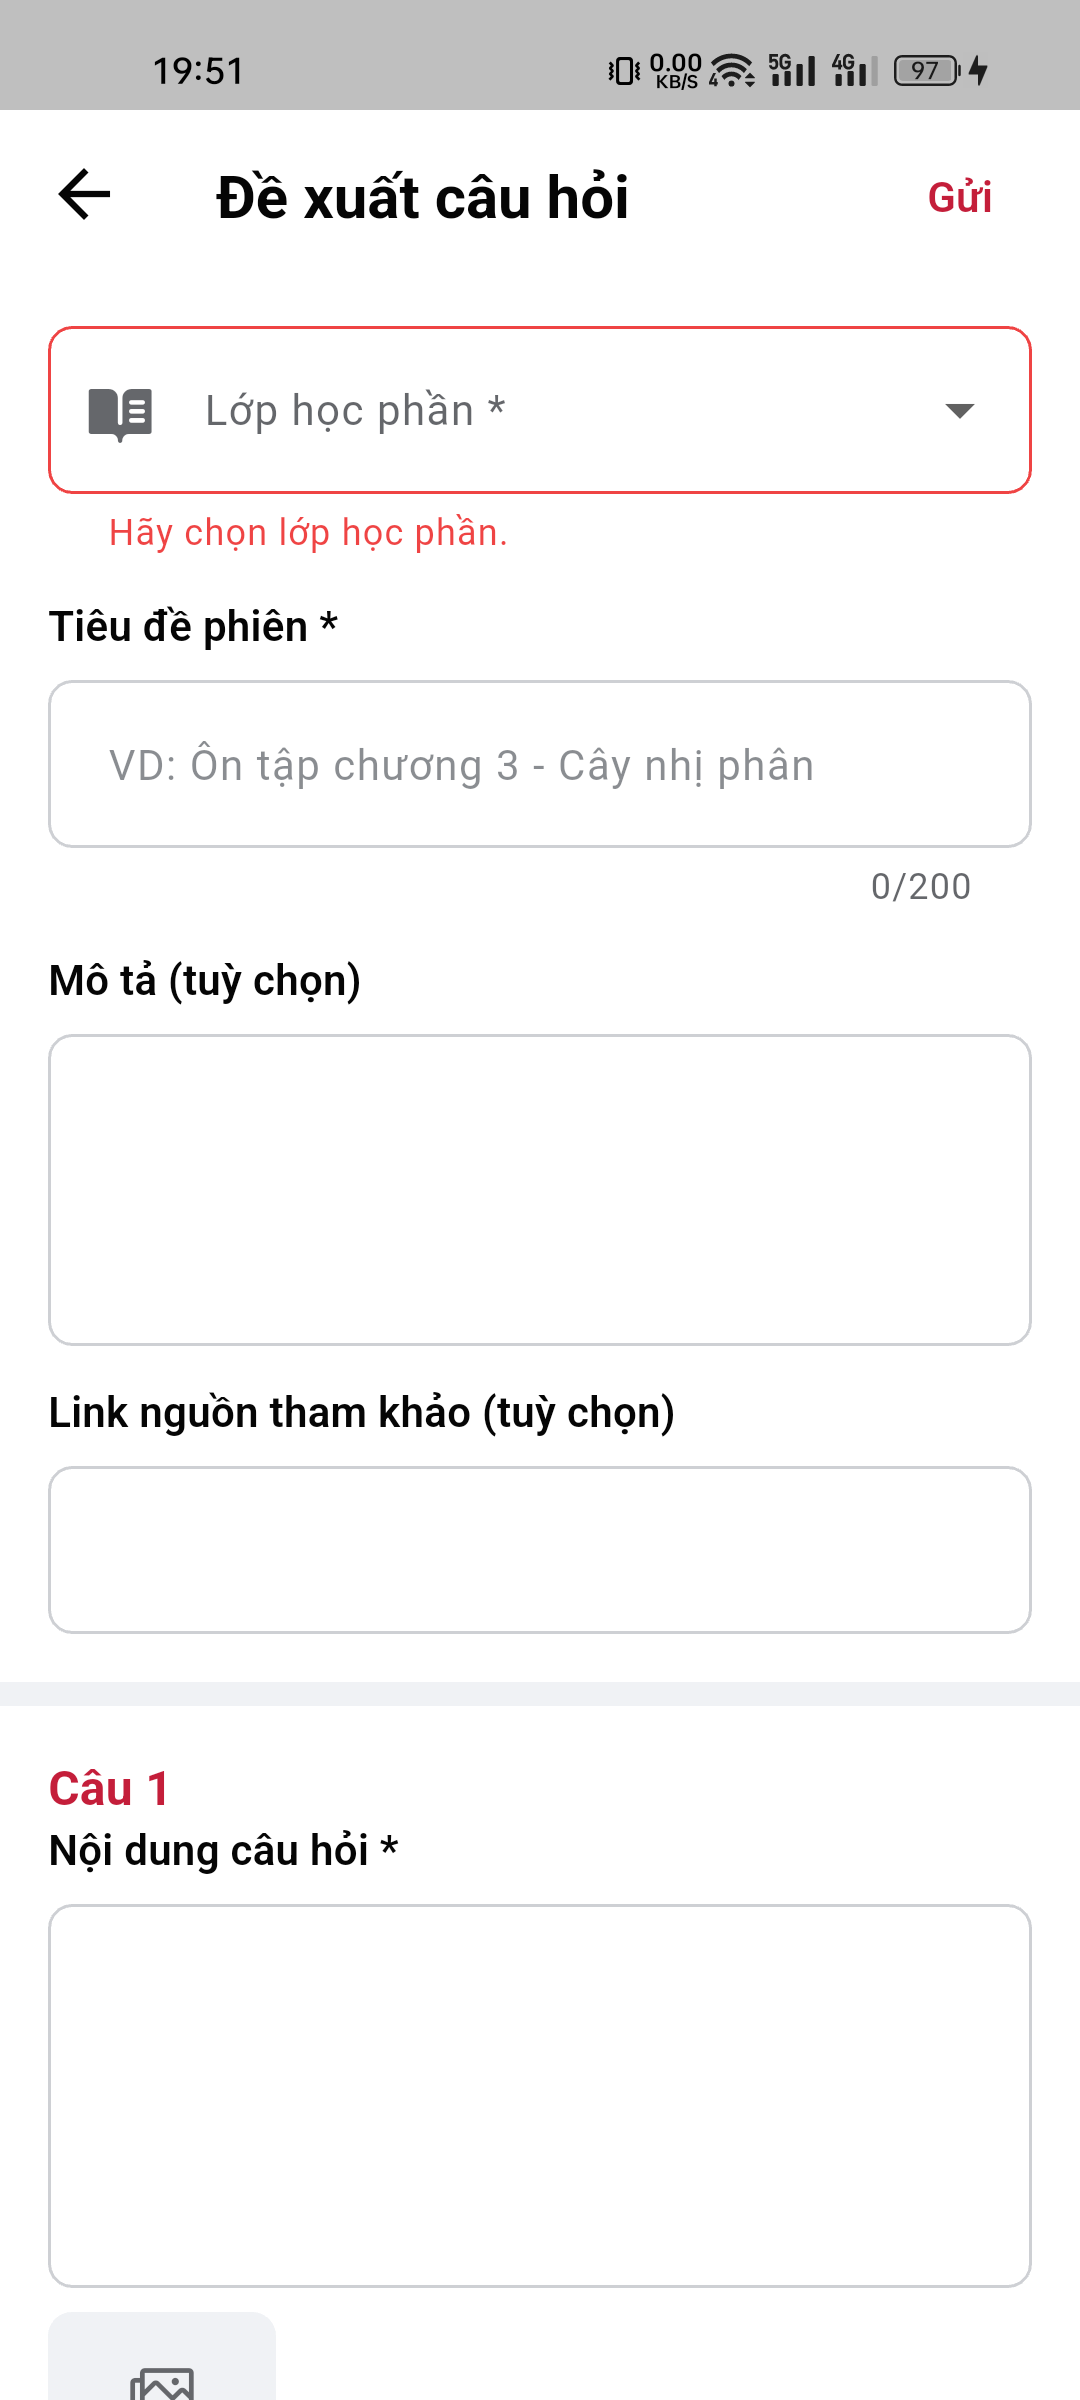 19:51
0.00
KB/S
4
5G
4G
97
Đề xuất câu hỏi
Gửi
Lớp học phần *
Hãy chọn lớp học phần.
Tiêu đề phiên *
VD: Ôn tập chương 3 - Cây nhị phân
0/200
Mô tả (tuỳ chọn)
Link nguồn tham khảo (tuỳ chọn)
Câu 1
Nội dung câu hỏi *